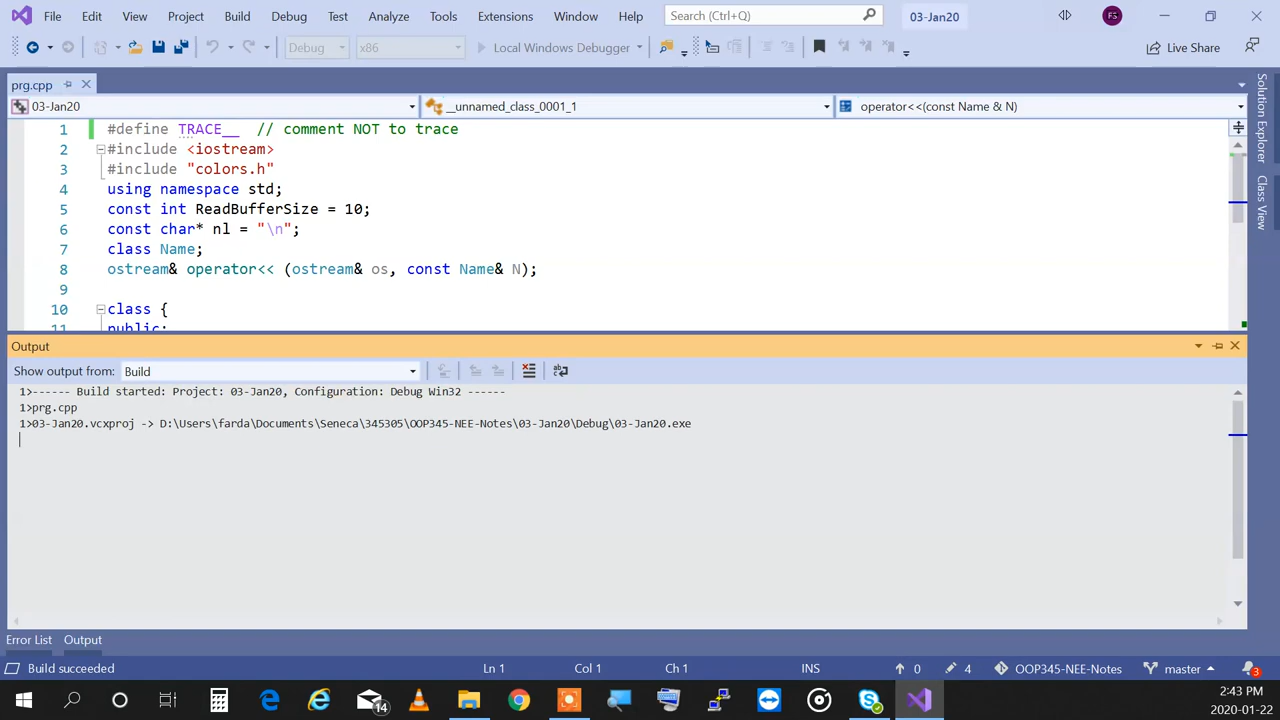 File Edit View Project Build Debug Test Analyze Tools Extensions Window Help Search (Ctrl+Q) 03-Jan20 FS
Debug x86 Local Windows Debugger Live Share
prg.cpp
03-Jan20 __unnamed_class_0001_1 operator<<(const Name & N)
1 #define TRACE__ // comment NOT to trace
2 #include <iostream>
3 #include "colors.h"
4 using namespace std;
5 const int ReadBufferSize = 10;
6 const char* nl = "\n";
7 class Name;
8 ostream& operator<< (ostream& os, const Name& N);
9
10 class {
11 public:
Solution Explorer
Class View
Output
Show output from: Build
1>------ Build started: Project: 03-Jan20, Configuration: Debug Win32 ------
1>prg.cpp
1>03-Jan20.vcxproj -> D:\Users\farda\Documents\Seneca\345305\OOP345-NEE-Notes\03-Jan20\Debug\03-Jan20.exe
Error List Output
Build succeeded Ln 1 Col 1 Ch 1 INS 0 4 OOP345-NEE-Notes master 3
14 2:43 PM
2020-01-22